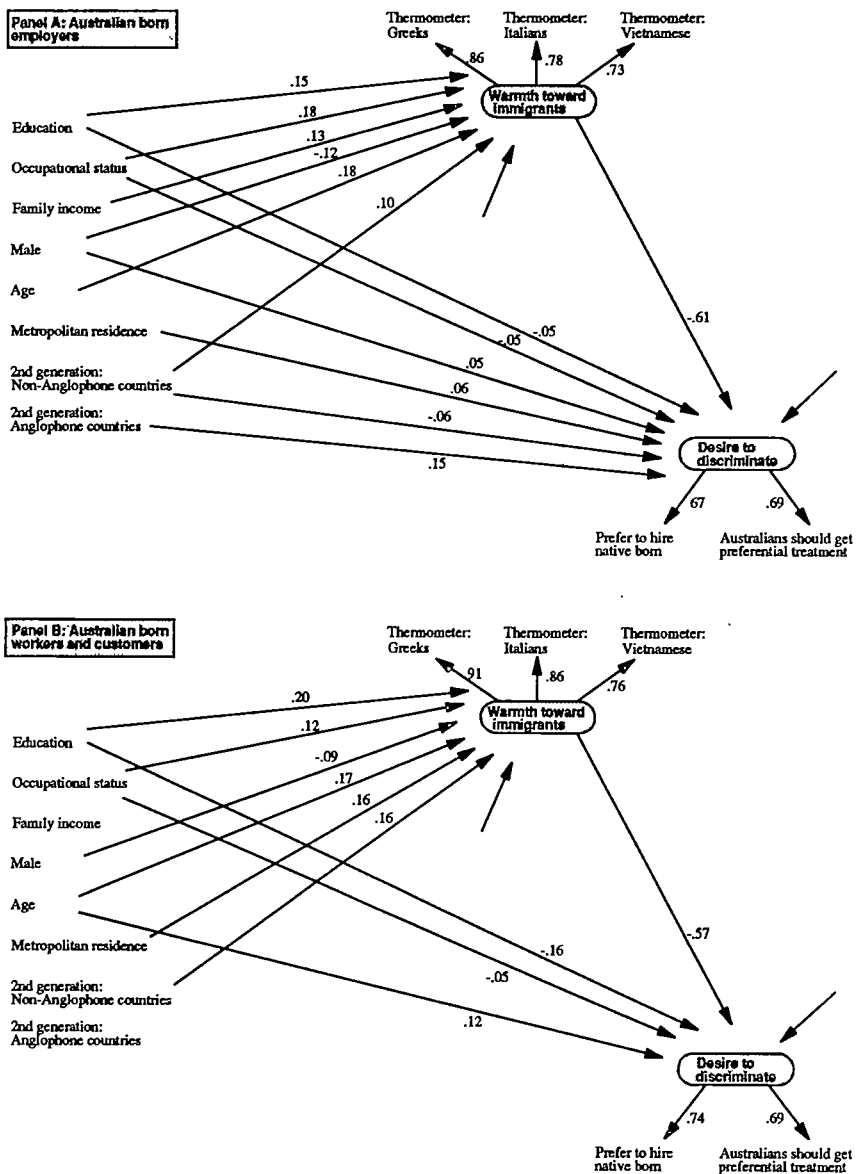 Panel A: Australian born
employers
Thermometer:
Greeks
Thermometer:
Italians
Thermometer:
Vietnamese
.86
.78
.73
Warmth toward
immigrants
.15
.18
.13
-.12
.18
.10
Education
Occupational status
Family income
Male
Age
Metropolitan residence
2nd generation:
Non-Anglophone countries
2nd generation:
Anglophone countries
-.61
-.05
-.05
.05
.06
-.06
.15
Desire to
discriminate
67
.69
Prefer to hire
native born
Australians should get
preferential treatment
Panel B: Australian born
workers and customers
Thermometer:
Greeks
Thermometer:
Italians
Thermometer:
Vietnamese
91
.86
.76
Warmth toward
immigrants
.20
.12
-.09
.17
.16
.16
Education
Occupational status
Family income
Male
Age
Metropolitan residence
2nd generation:
Non-Anglophone countries
2nd generation:
Anglophone countries
-.57
-.16
-.05
.12
Desire to
discriminate
.74
.69
Prefer to hire
native born
Australians should get
preferential treatment